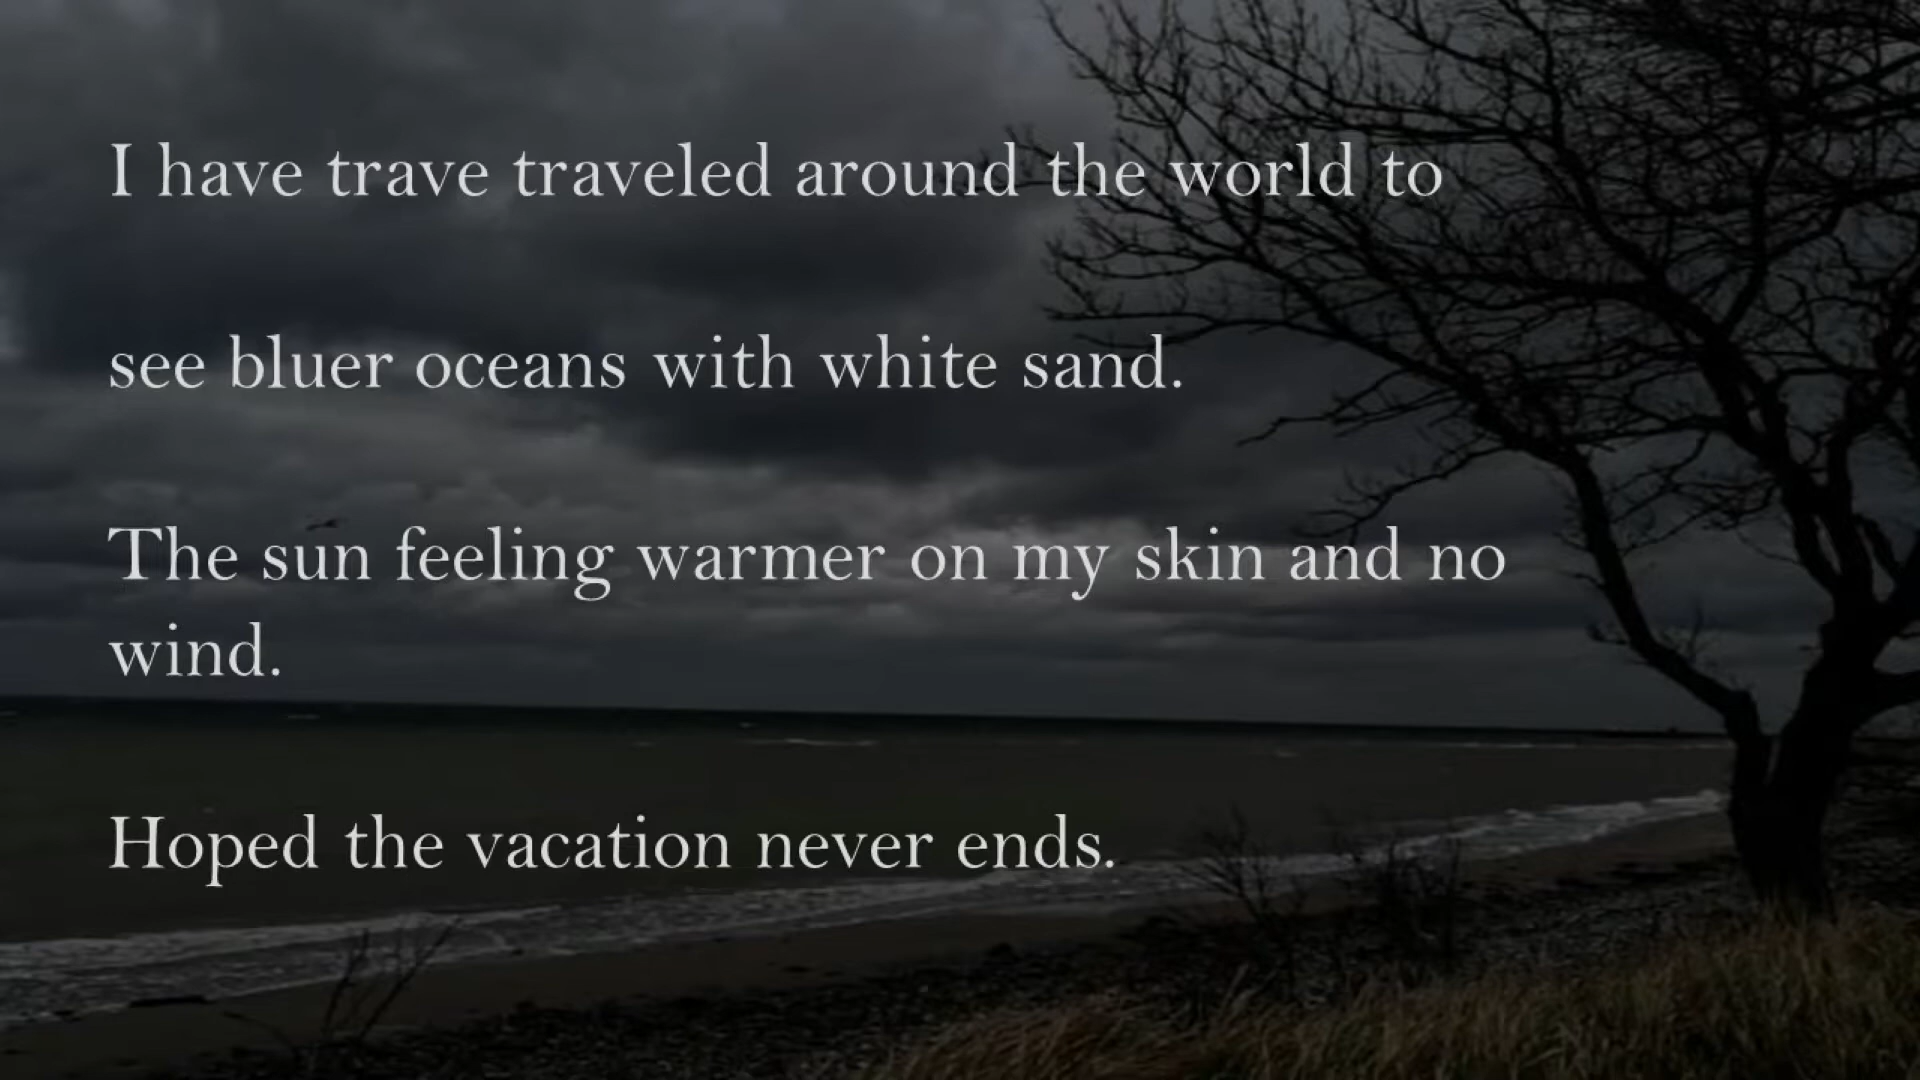 I have trave traveled around the world to
see bluer oceans with white sand.
The sun feeling warmer on my skin and no
wind.
Hoped the vacation never ends.